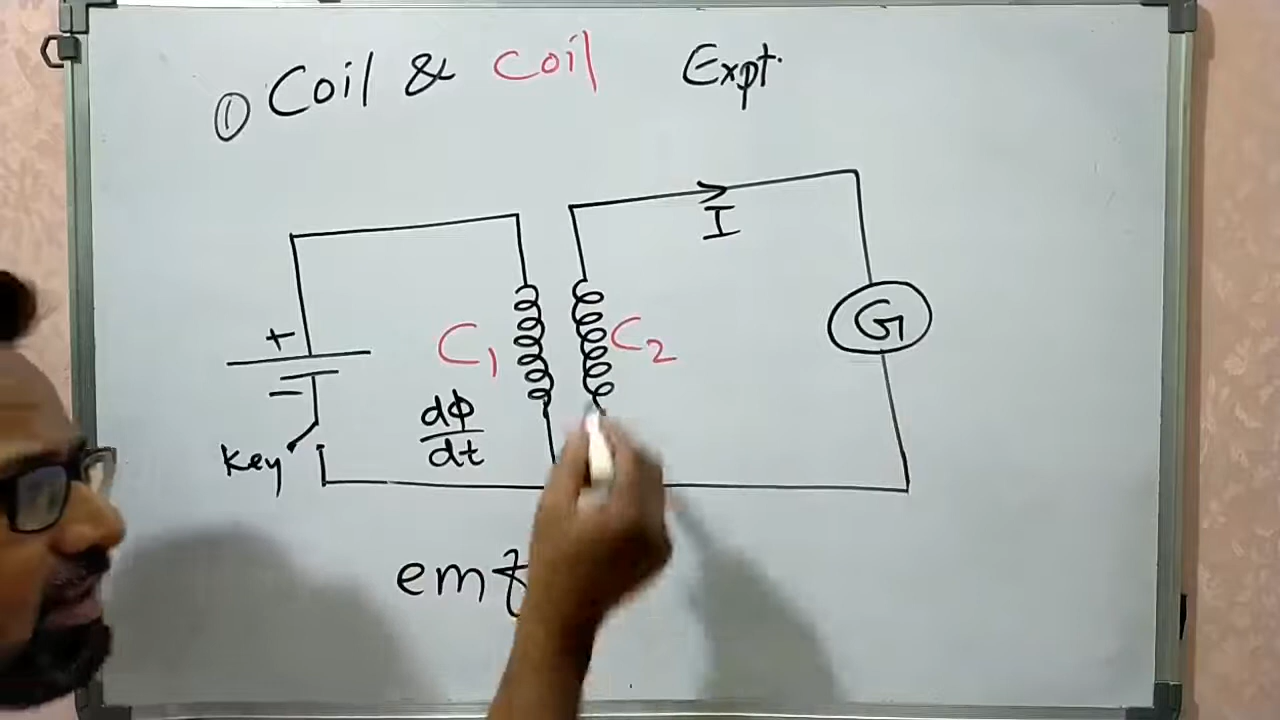 ① Coil & Coil Expt.
I
G
+
C₁
C₂
−
dφ
dt
Key
emf